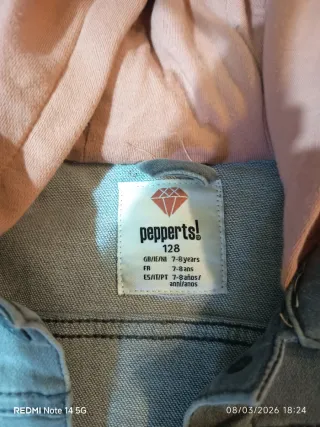 pepperts!®
128
GB/IE/NI 7-8 years
FR 7-8 ans
ES/IT/PT 7-8 años/
anni/anos
REDMI Note 14 5G
08/03/2026 18:24